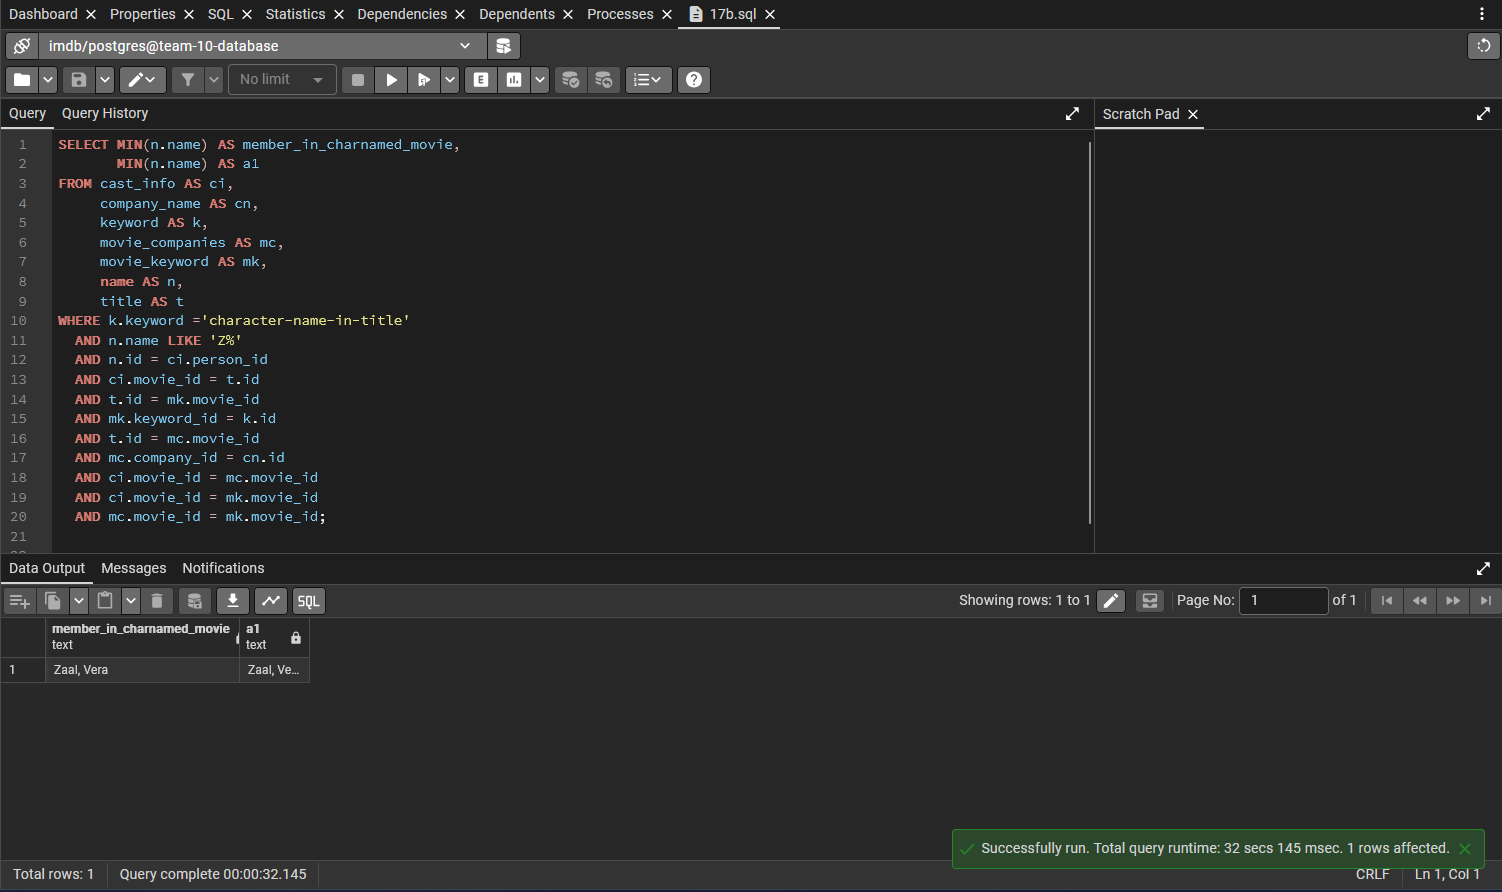 Dashboard Properties SQL Statistics Dependencies Dependents Processes 17b.sql
imdb/postgres@team-10-database
No limit
Query Query History Scratch Pad
1 SELECT MIN(n.name) AS member_in_charnamed_movie,
2 MIN(n.name) AS a1
3 FROM cast_info AS ci,
4 company_name AS cn,
5 keyword AS k,
6 movie_companies AS mc,
7 movie_keyword AS mk,
8 name AS n,
9 title AS t
10 WHERE k.keyword ='character-name-in-title'
11 AND n.name LIKE 'Z%'
12 AND n.id = ci.person_id
13 AND ci.movie_id = t.id
14 AND t.id = mk.movie_id
15 AND mk.keyword_id = k.id
16 AND t.id = mc.movie_id
17 AND mc.company_id = cn.id
18 AND ci.movie_id = mc.movie_id
19 AND ci.movie_id = mk.movie_id
20 AND mc.movie_id = mk.movie_id;
21
Data Output Messages Notifications
SQL Showing rows: 1 to 1 Page No: 1 of 1
member_in_charnamed_movie a1
text text
1 Zaal, Vera Zaal, Ve...
Successfully run. Total query runtime: 32 secs 145 msec. 1 rows affected.
Total rows: 1 Query complete 00:00:32.145 CRLF Ln 1, Col 1